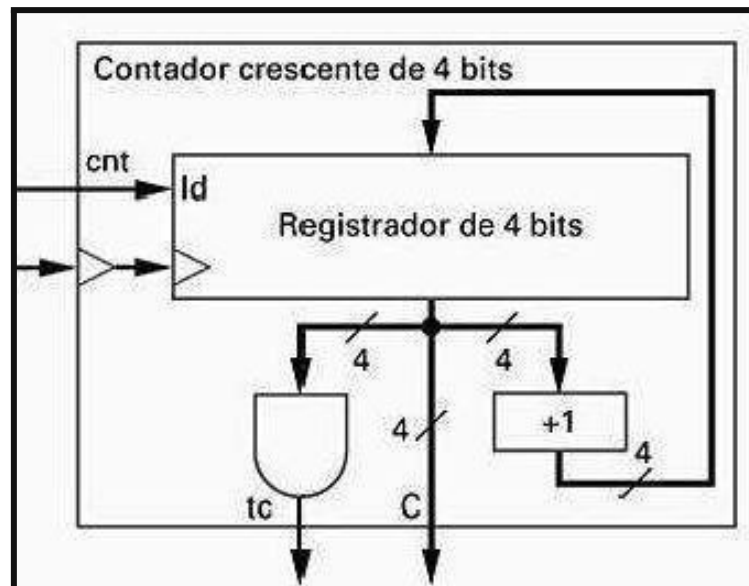 Contador crescente de 4 bits
cnt
ld
Registrador de 4 bits
4
4
4
+1
4
tc
C